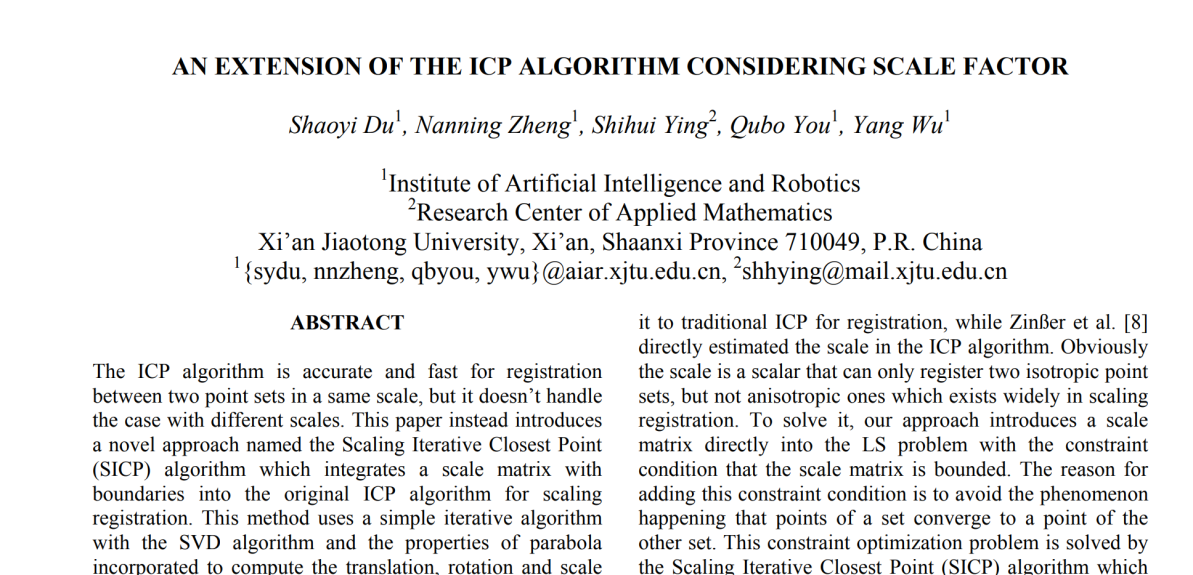 AN EXTENSION OF THE ICP ALGORITHM CONSIDERING SCALE FACTOR
Shaoyi Du1, Nanning Zheng1, Shihui Ying2, Qubo You1, Yang Wu1
1Institute of Artificial Intelligence and Robotics
2Research Center of Applied Mathematics
Xi'an Jiaotong University, Xi'an, Shaanxi Province 710049, P.R. China
1{sydu, nnzheng, qbyou, ywu}@aiar.xjtu.edu.cn, 2shhying@mail.xjtu.edu.cn
ABSTRACT
The ICP algorithm is accurate and fast for registration
between two point sets in a same scale, but it doesn't handle
the case with different scales. This paper instead introduces
a novel approach named the Scaling Iterative Closest Point
(SICP) algorithm which integrates a scale matrix with
boundaries into the original ICP algorithm for scaling
registration. This method uses a simple iterative algorithm
with the SVD algorithm and the properties of parabola
incorporated to compute the translation, rotation and scale
it to traditional ICP for registration, while Zinßer et al. [8]
directly estimated the scale in the ICP algorithm. Obviously
the scale is a scalar that can only register two isotropic point
sets, but not anisotropic ones which exists widely in scaling
registration. To solve it, our approach introduces a scale
matrix directly into the LS problem with the constraint
condition that the scale matrix is bounded. The reason for
adding this constraint condition is to avoid the phenomenon
happening that points of a set converge to a point of the
other set. This constraint optimization problem is solved by
the Scaling Iterative Closest Point (SICP) algorithm which